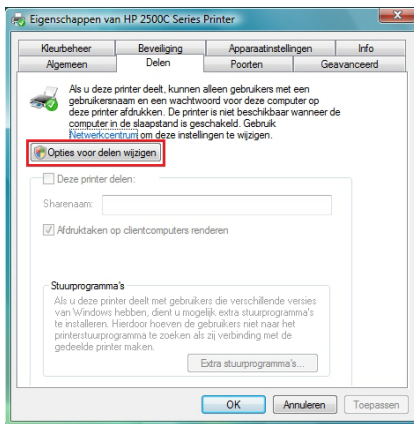 Eigenschappen van HP 2500C Series Printer
Kleurbeheer Beveiliging Apparaatinstellingen Info
Algemeen Delen Poorten Geavanceerd
Als u deze printer deelt, kunnen alleen gebruikers met een
gebruikersnaam en een wachtwoord voor deze computer op
deze printer afdrukken. De printer is niet beschikbaar wanneer de
computer in de slaapstand is geschakeld. Gebruik
Netwerkcentrum om deze instellingen te wijzigen.
Opties voor delen wijzigen
Deze printer delen:
Sharenaam:
Afdruktaken op clientcomputers renderen
Stuurprogramma's
Als u deze printer deelt met gebruikers die verschillende versies
van Windows hebben, dient u mogelijk extra stuurprogramma's
te installeren. Hierdoor hoeven de gebruikers niet naar het
printerstuurprogramma te zoeken als zij verbinding met de
gedeelde printer maken.
Extra stuurprogramma's...
OK Annuleren Toepassen